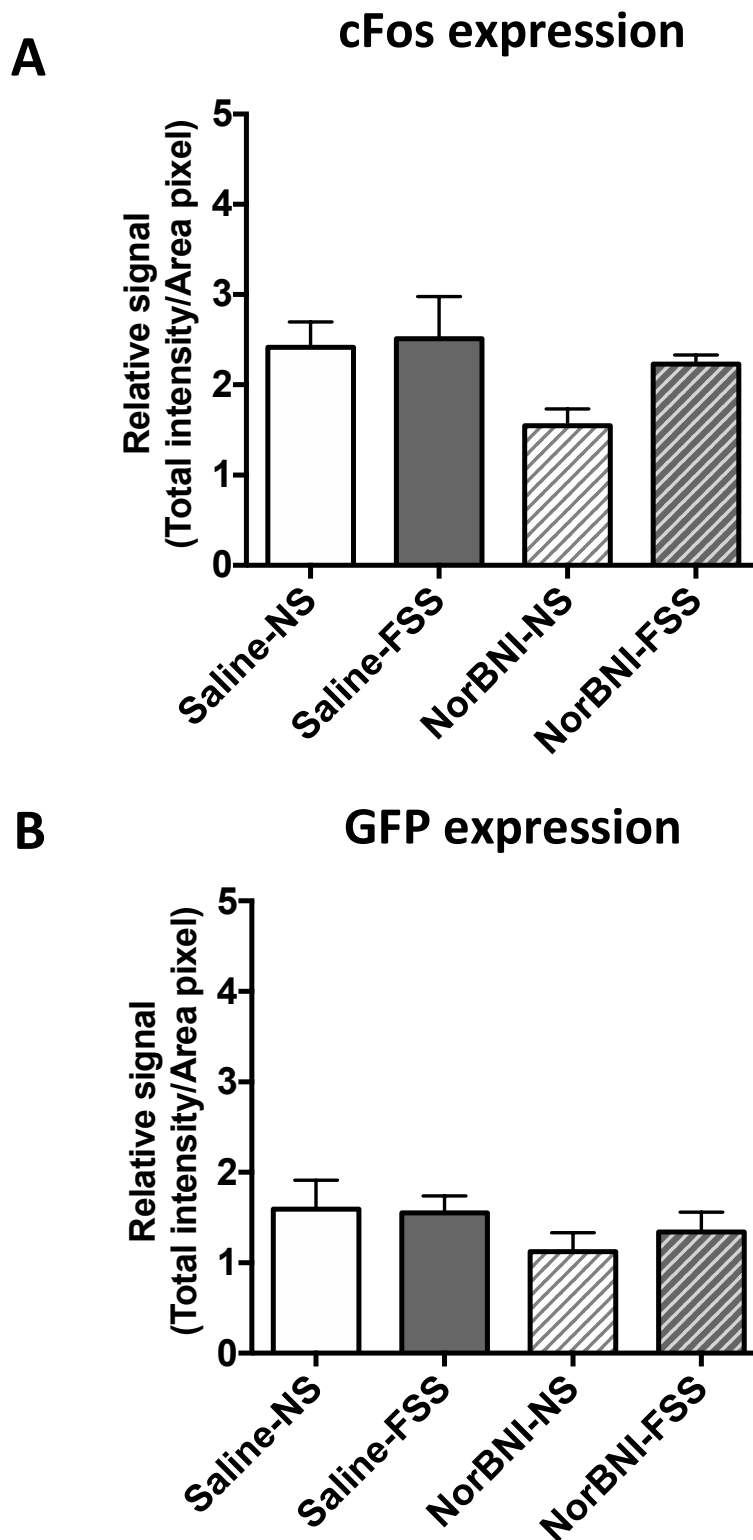 A
cFos expression
Relative signal
(Total intensity/Area pixel)
5
4
3
2
1
0
Saline-NS
Saline-FSS
NorBNI-NS
NorBNI-FSS
B
GFP expression
Relative signal
(Total intensity/Area pixel)
5
4
3
2
1
0
Saline-NS
Saline-FSS
NorBNI-NS
NorBNI-FSS